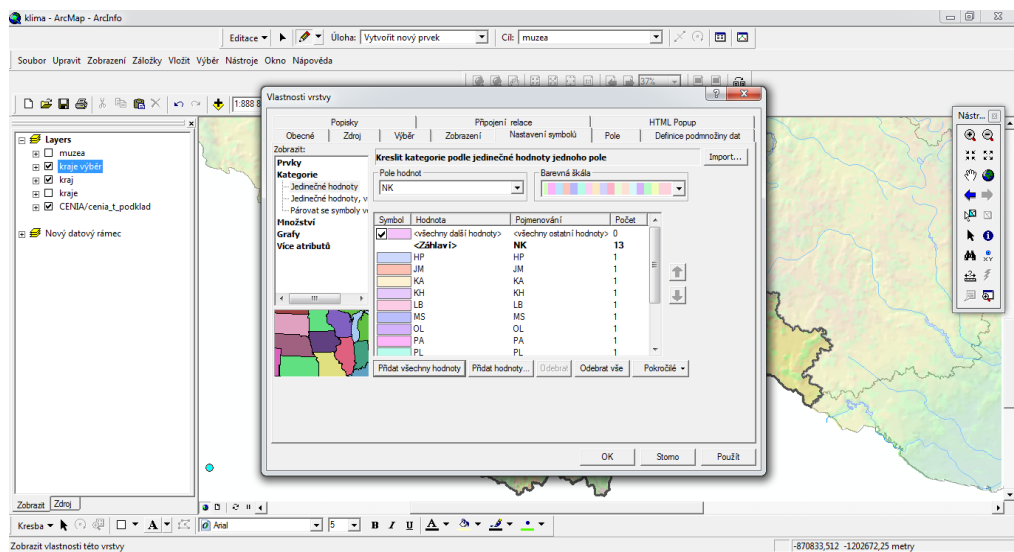 klima - ArcMap - ArcInfo
Editace Úloha: Vytvořit nový prvek Cíl: muzea
Soubor Upravit Zobrazení Záložky Vložit Výběr Nástroje Okno Nápověda
37%
1:888 8
Vlastnosti vrstvy
Popisky Připojení relace HTML Popup
Obecné Zdroj Výběr Zobrazení Nastavení symbolů Pole Definice podmnožiny dat
Zobrazit:
Prvky
Kategorie
Jedinečné hodnoty
Jedinečné hodnoty, v
Párovat se symboly v
Množství
Grafy
Více atributů
Kreslit kategorie podle jedinečné hodnoty jednoho pole
Import...
Pole hodnot
NK
Barevná škála
Symbol Hodnota Pojmenování Počet
<všechny další hodnoty> <všechny ostatní hodnoty> 0
<Záhlaví> NK 13
HP HP 1
JM JM 1
KA KA 1
KH KH 1
LB LB 1
MS MS 1
OL OL 1
PA PA 1
PL PL 1
Přidat všechny hodnoty Přidat hodnoty... Odebrat Odebrat vše Pokročilé
OK Storno Použít
Layers
muzea
kraje výběr
kraj
kraje
CENIA/cenia_t_podklad
Nový datový rámec
Nástr...
XY
Zobrazit Zdroj
Kresba A Arial 5 B I U A
Zobrazit vlastnosti této vrstvy
-870833,512 -1202672,25 metry